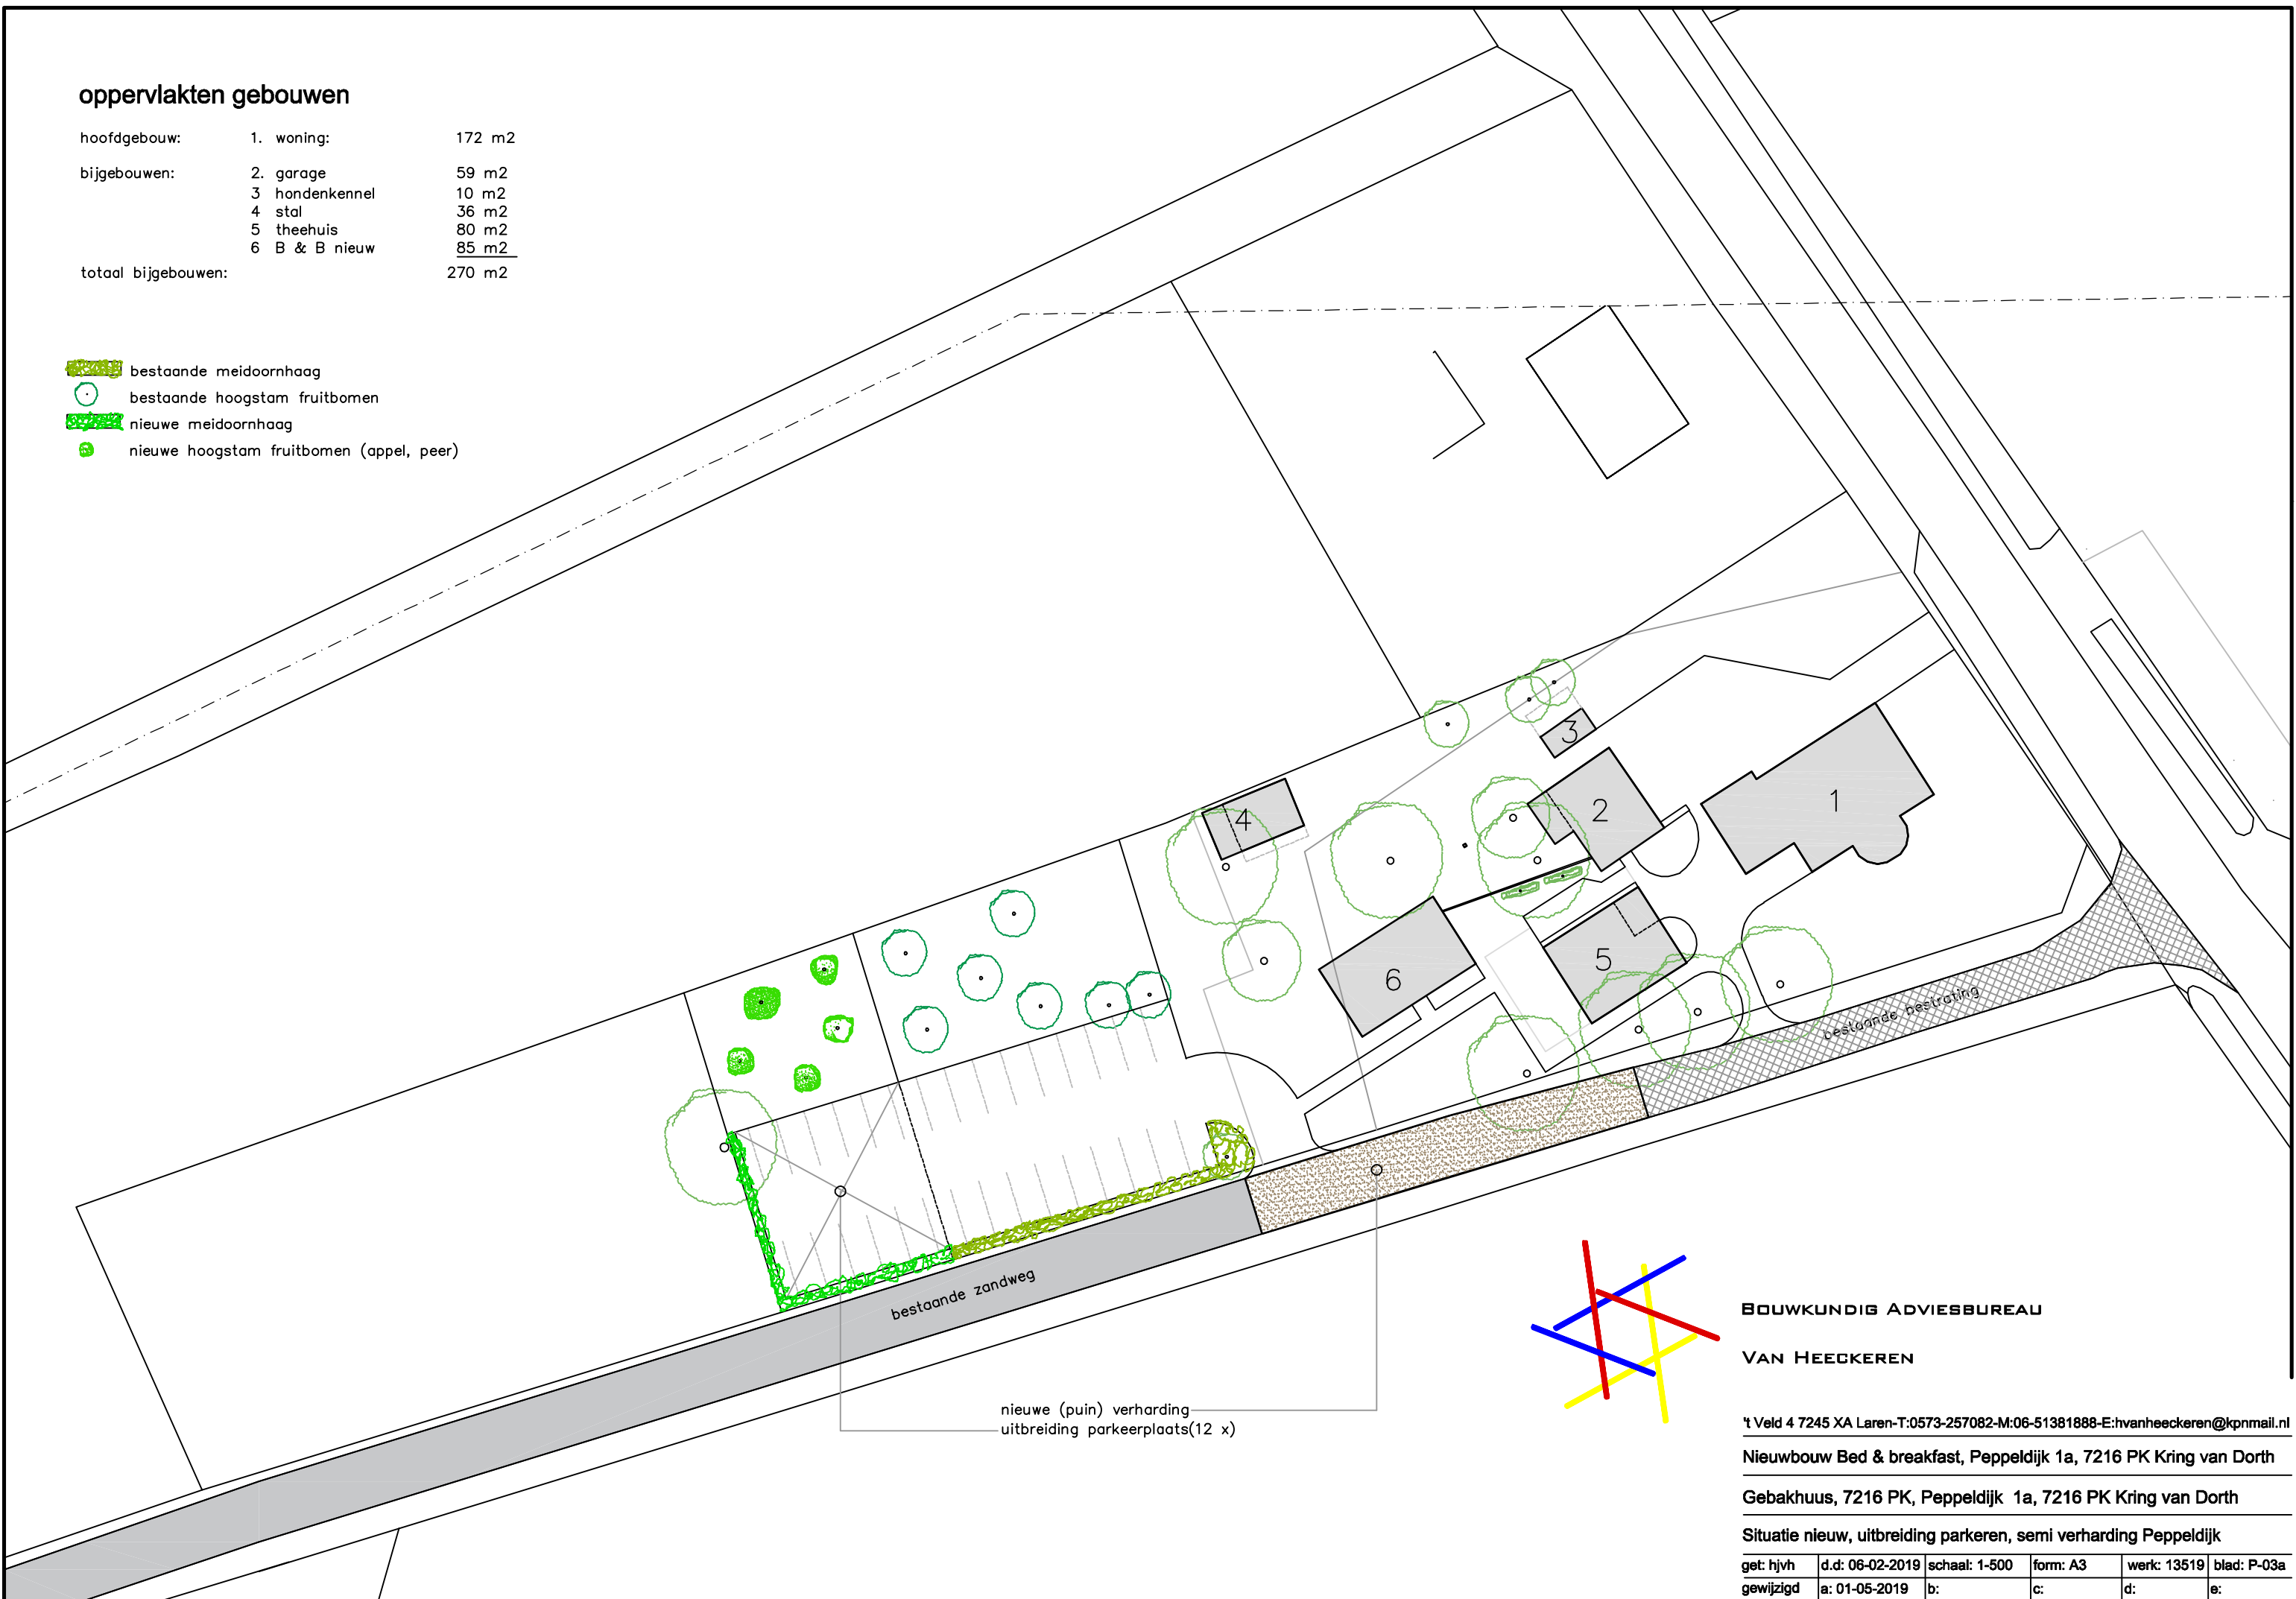 oppervlakten gebouwen
hoofdgebouw: 1. woning: 172 m2
bijgebouwen: 2. garage 59 m2
3 hondenkennel 10 m2
4 stal 36 m2
5 theehuis 80 m2
6 B & B nieuw 85 m2
totaal bijgebouwen: 270 m2
bestaande meidoornhaag
bestaande hoogstam fruitbomen
nieuwe meidoornhaag
nieuwe hoogstam fruitbomen (appel, peer)
3
2
1
4
5
6
bestaande bestrating
bestaande zandweg
nieuwe (puin) verharding
uitbreiding parkeerplaats(12 x)
BOUWKUNDIG ADVIESBUREAU
VAN HEECKEREN
't Veld 4 7245 XA Laren-T:0573-257082-M:06-51381888-E:hvanheeckeren@kpnmail.nl
Nieuwbouw Bed & breakfast, Peppeldijk 1a, 7216 PK Kring van Dorth
Gebakhuus, 7216 PK, Peppeldijk 1a, 7216 PK Kring van Dorth
Situatie nieuw, uitbreiding parkeren, semi verharding Peppeldijk
get: hjvh d.d: 06-02-2019 schaal: 1-500 form: A3 werk: 13519 blad: P-03a
gewijzigd a: 01-05-2019 b: c: d: e: